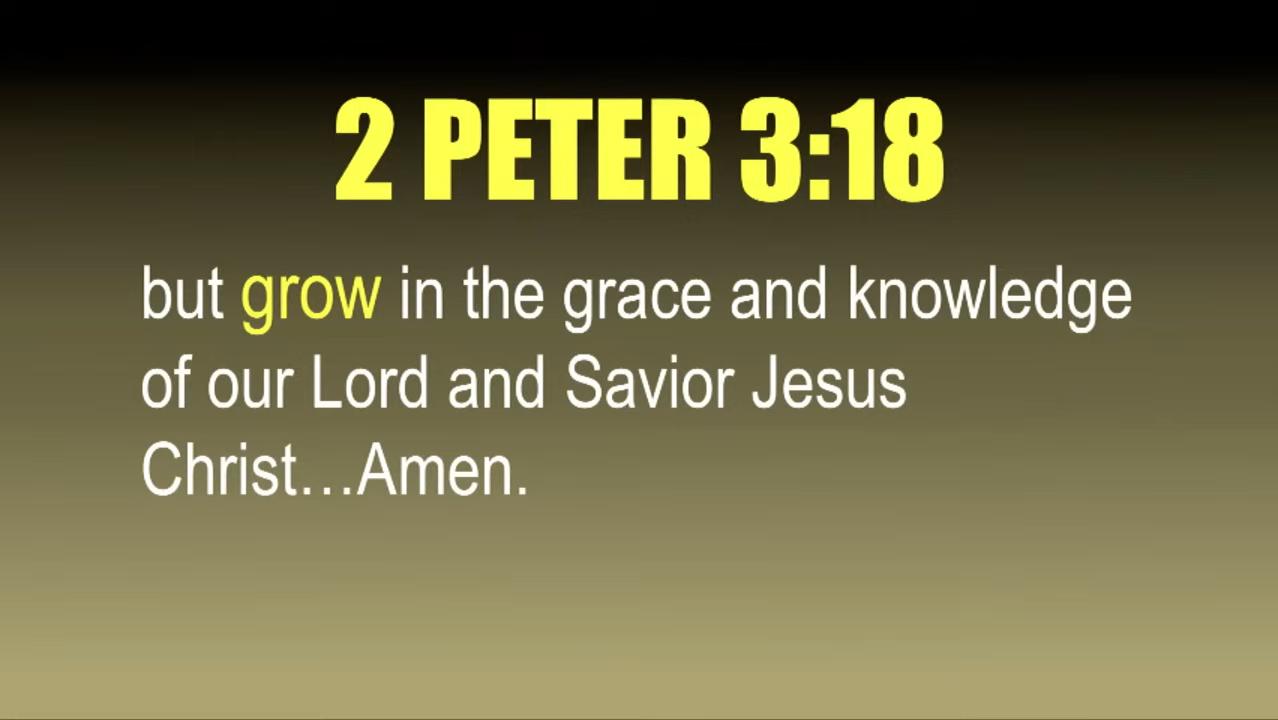 2 PETER 3:18
but grow in the grace and knowledge
of our Lord and Savior Jesus
Christ…Amen.